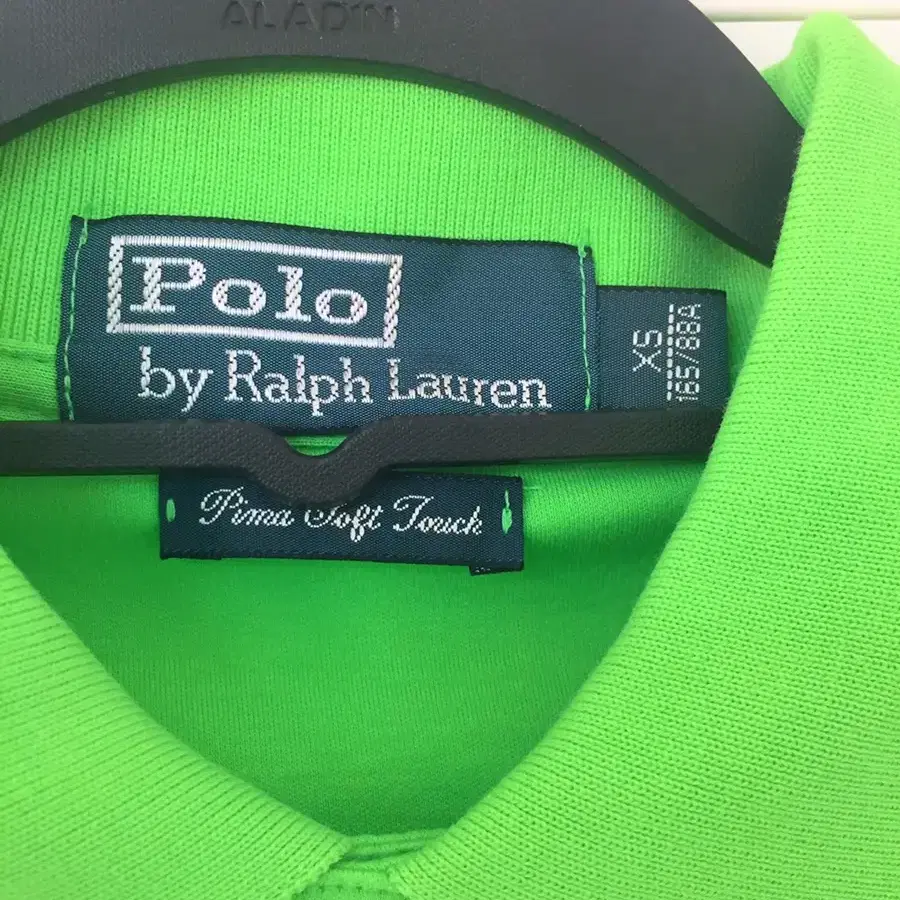 ALADIN
Polo
by Ralph Lauren
XS
165/88A
Pima Soft Touch